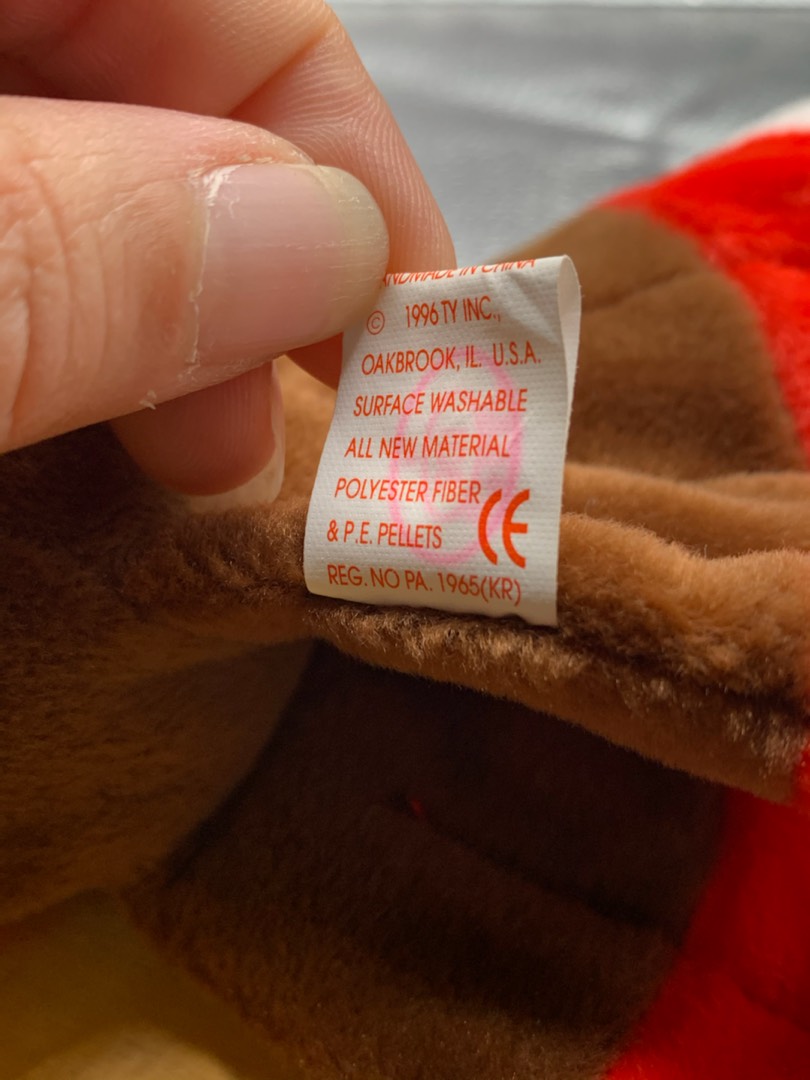 HANDMADE IN CHINA
© 1996 TY INC.,
OAKBROOK, IL. U.S.A.
SURFACE WASHABLE
ALL NEW MATERIAL
POLYESTER FIBER
& P.E. PELLETS CE
REG. NO PA. 1965(KR)